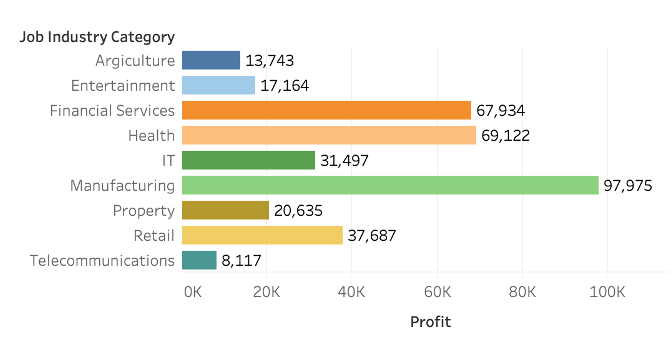 Job Industry Category
Argiculture 13,743
Entertainment 17,164
Financial Services 67,934
Health 69,122
IT 31,497
Manufacturing 97,975
Property 20,635
Retail 37,687
Telecommunications 8,117
0K 20K 40K 60K 80K 100K
Profit